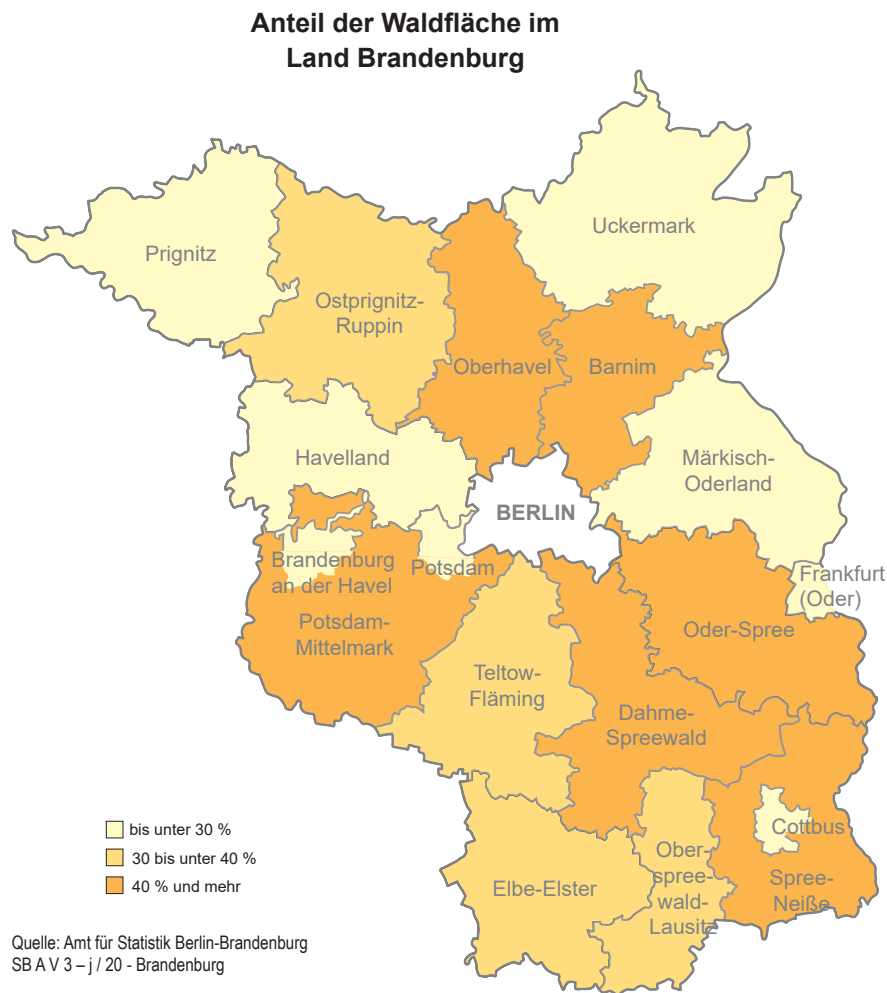 Anteil der Waldfläche im
Land Brandenburg
Uckermark
Prignitz
Ostprignitz-
Ruppin
Oberhavel
Barnim
Havelland
Märkisch-
Oderland
BERLIN
Brandenburg
an der Havel
Potsdam
Frankfurt
(Oder)
Potsdam-
Mittelmark
Oder-Spree
Teltow-
Fläming
Dahme-
Spreewald
Cottbus
Ober-
spree-
wald-
Lausitz
Elbe-Elster
Spree-
Neiße
bis unter 30 %
30 bis unter 40 %
40 % und mehr
Quelle: Amt für Statistik Berlin-Brandenburg
SB A V 3 – j / 20 - Brandenburg